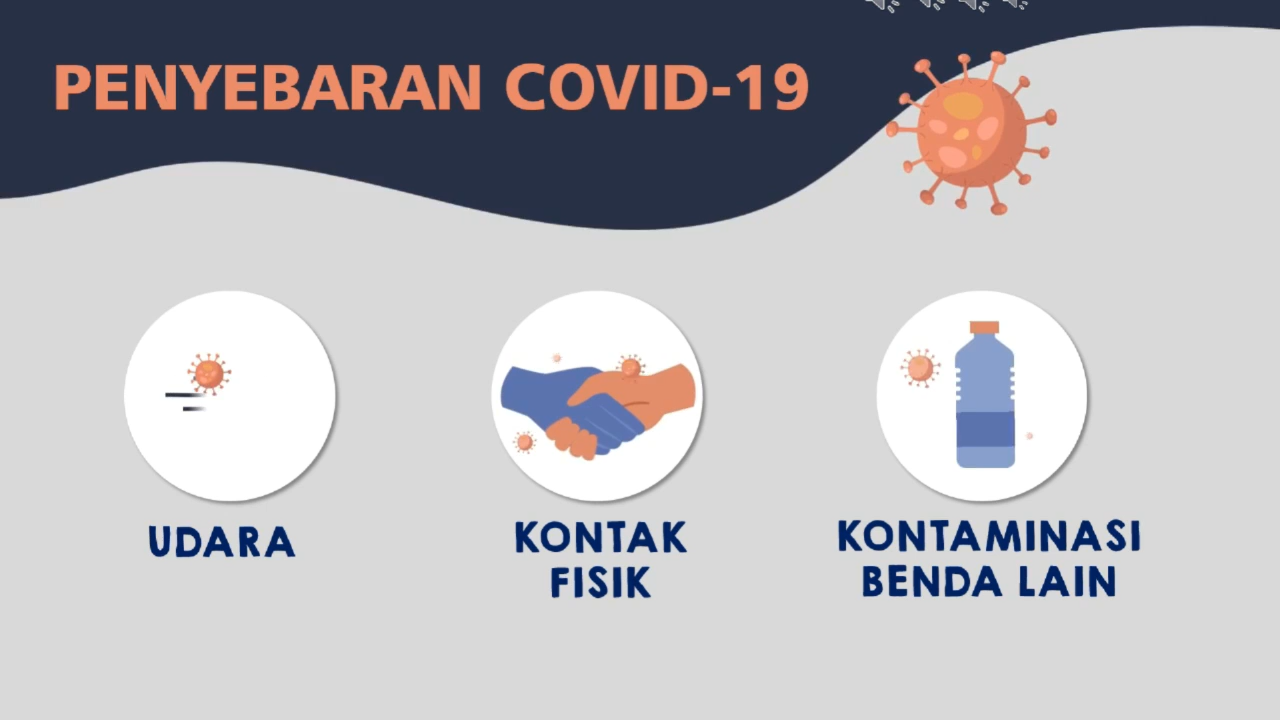 PENYEBARAN COVID-19
UDARA
KONTAK
FISIK
KONTAMINASI
BENDA LAIN